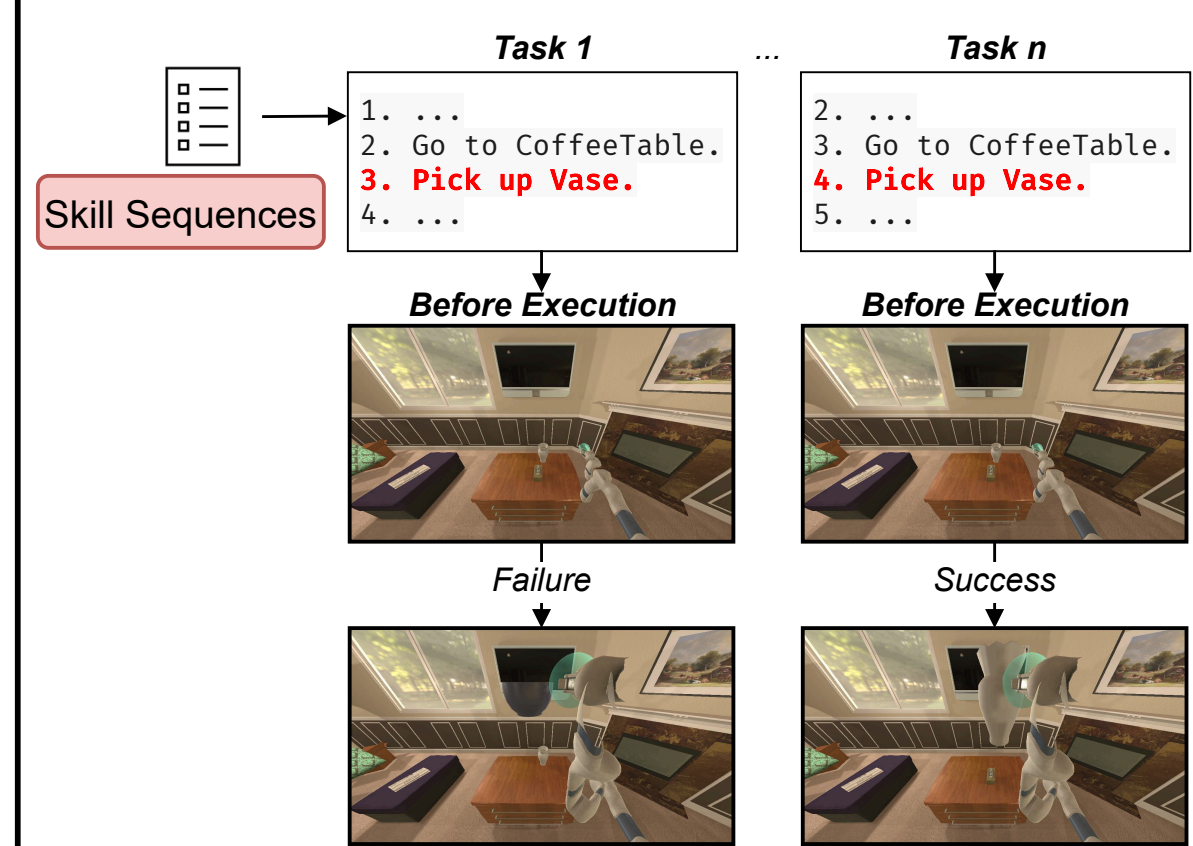 Task 1
...
Task n
Skill Sequences
1. ...
2. Go to CoffeeTable.
3. Pick up Vase.
4. ...
2. ...
3. Go to CoffeeTable.
4. Pick up Vase.
5. ...
Before Execution
Before Execution
Failure
Success